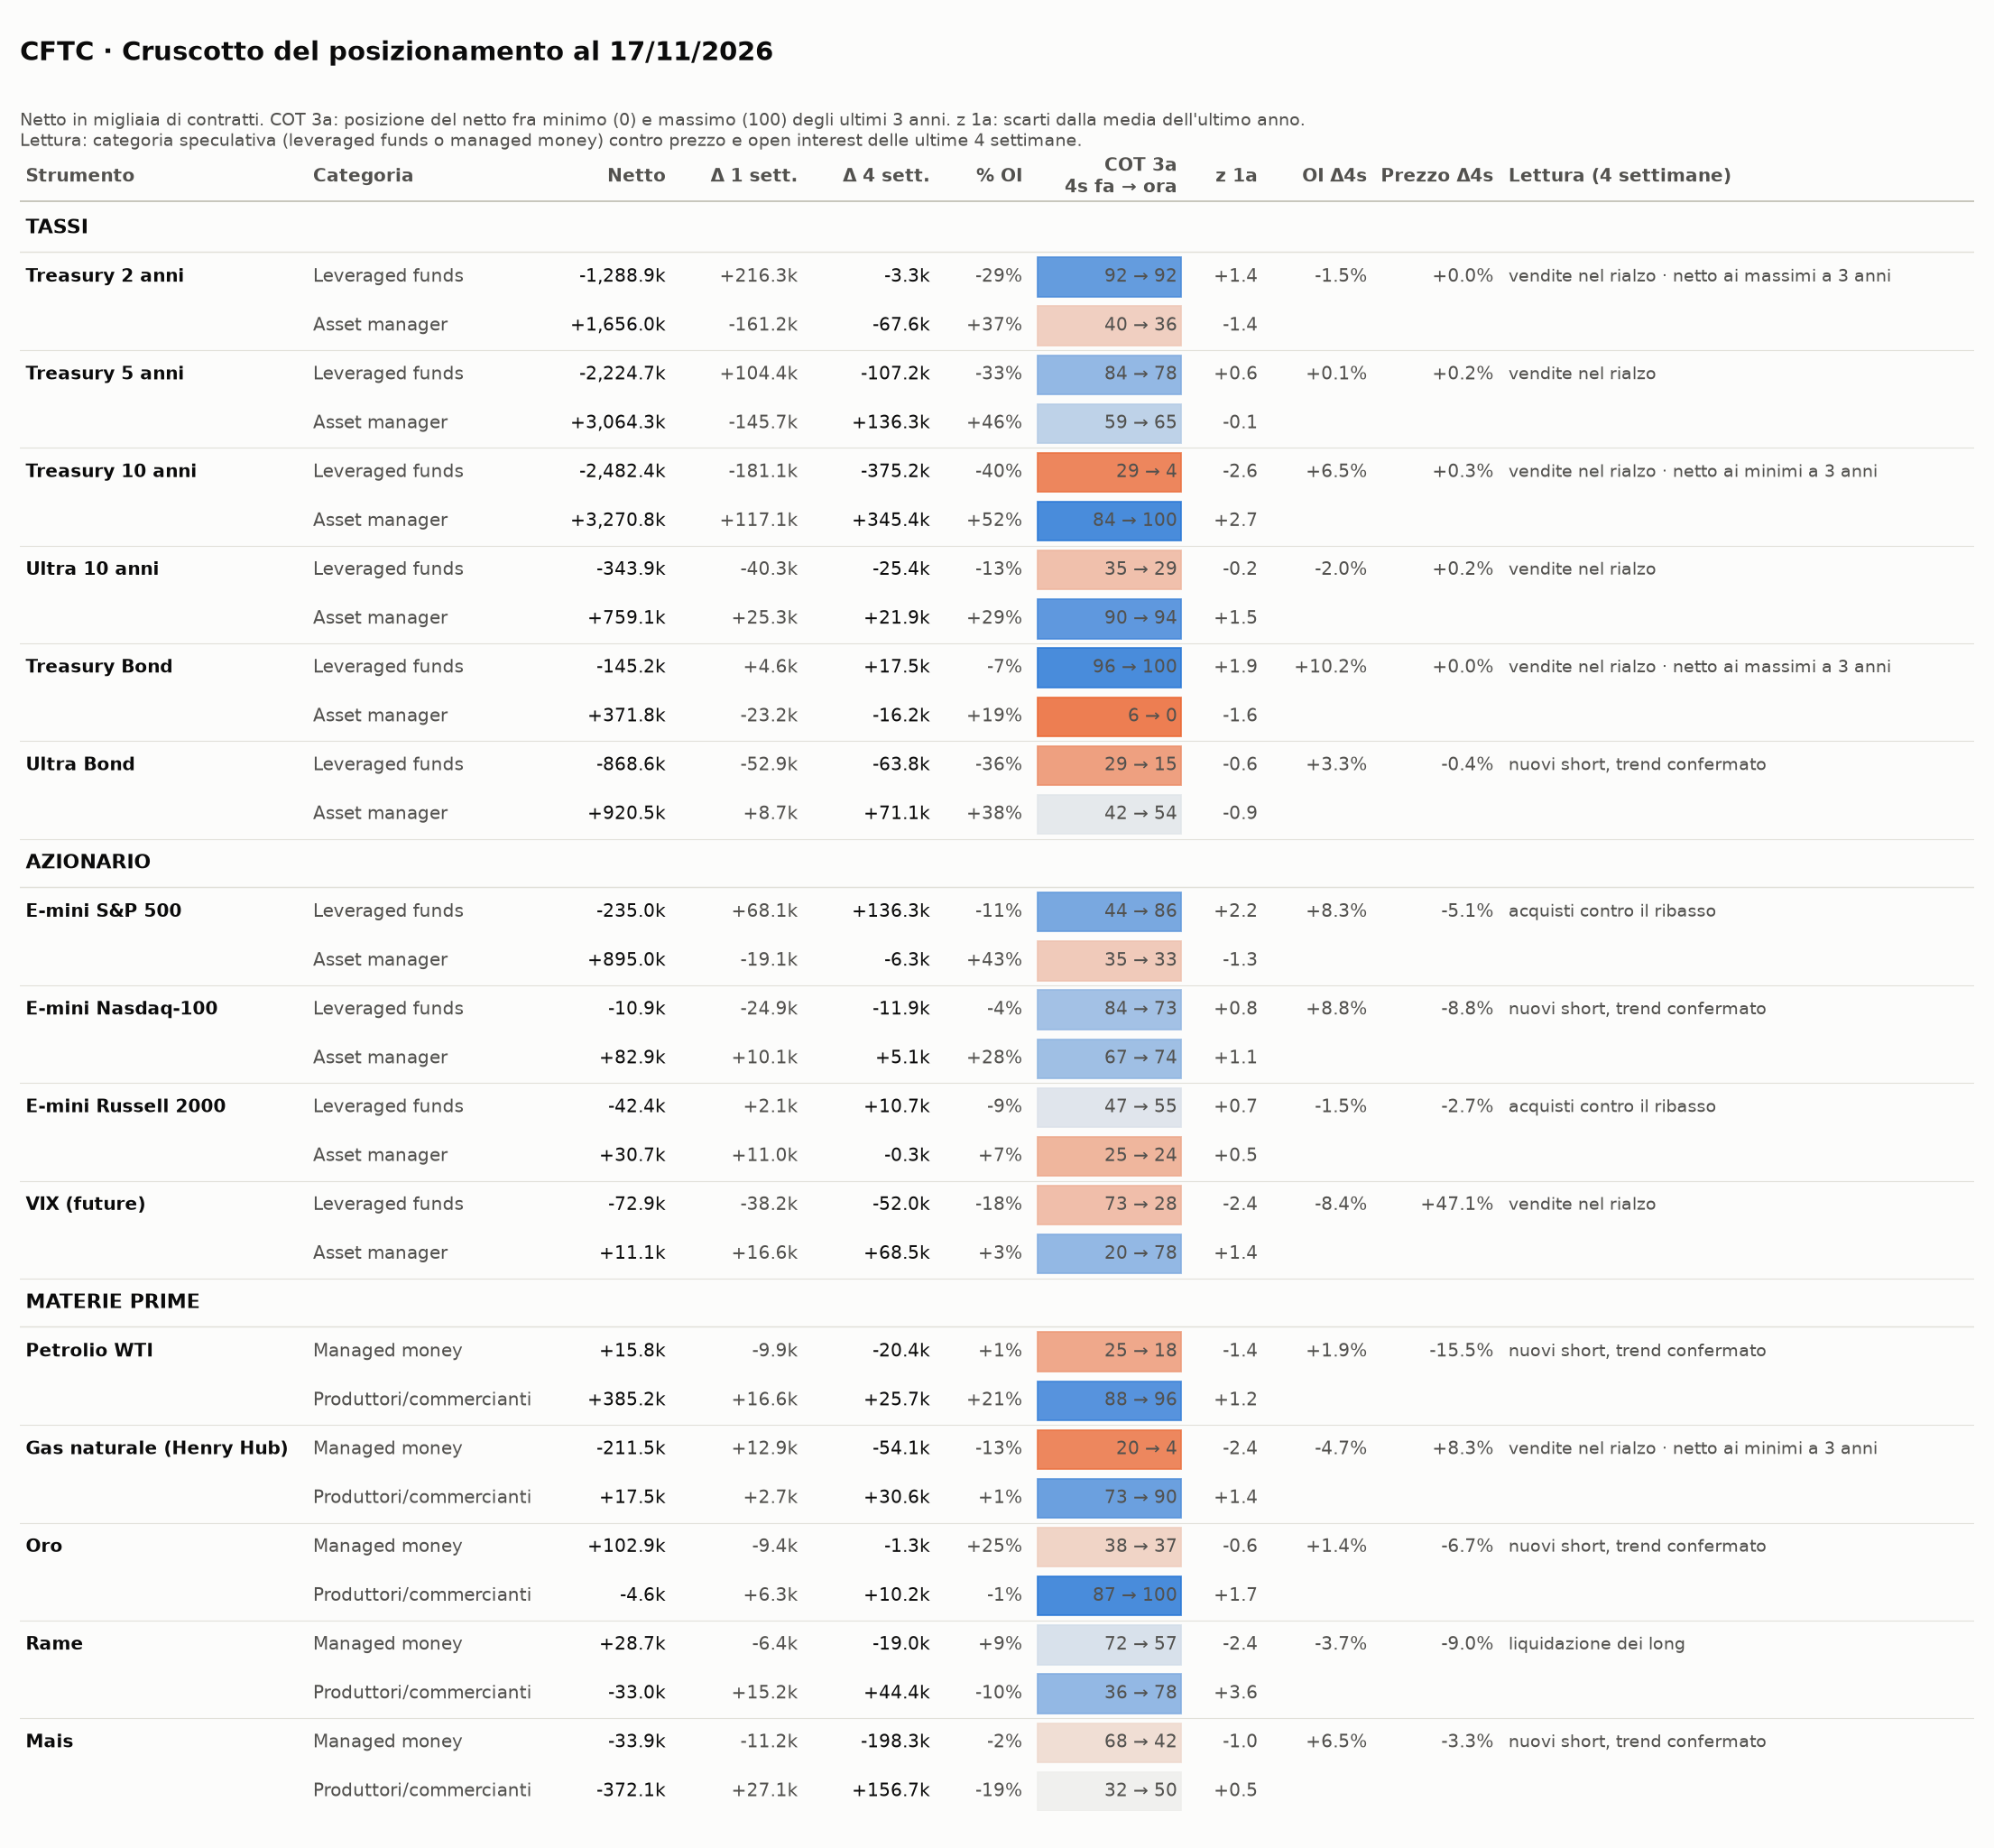 CFTC · Cruscotto del posizionamento al 17/11/2026
Netto in migliaia di contratti. COT 3a: posizione del netto fra minimo (0) e massimo (100) degli ultimi 3 anni. z 1a: scarti dalla media dell'ultimo anno.
Lettura: categoria speculativa (leveraged funds o managed money) contro prezzo e open interest delle ultime 4 settimane.
Strumento Categoria Netto Δ 1 sett. Δ 4 sett. % OI COT 3a 4s fa → ora z 1a OI Δ4s Prezzo Δ4s Lettura (4 settimane)
TASSI
Treasury 2 anni Leveraged funds -1,288.9k +216.3k -3.3k -29% 92 → 92 +1.4 -1.5% +0.0% vendite nel rialzo · netto ai massimi a 3 anni
Asset manager +1,656.0k -161.2k -67.6k +37% 40 → 36 -1.4
Treasury 5 anni Leveraged funds -2,224.7k +104.4k -107.2k -33% 84 → 78 +0.6 +0.1% +0.2% vendite nel rialzo
Asset manager +3,064.3k -145.7k +136.3k +46% 59 → 65 -0.1
Treasury 10 anni Leveraged funds -2,482.4k -181.1k -375.2k -40% 29 → 4 -2.6 +6.5% +0.3% vendite nel rialzo · netto ai minimi a 3 anni
Asset manager +3,270.8k +117.1k +345.4k +52% 84 → 100 +2.7
Ultra 10 anni Leveraged funds -343.9k -40.3k -25.4k -13% 35 → 29 -0.2 -2.0% +0.2% vendite nel rialzo
Asset manager +759.1k +25.3k +21.9k +29% 90 → 94 +1.5
Treasury Bond Leveraged funds -145.2k +4.6k +17.5k -7% 96 → 100 +1.9 +10.2% +0.0% vendite nel rialzo · netto ai massimi a 3 anni
Asset manager +371.8k -23.2k -16.2k +19% 6 → 0 -1.6
Ultra Bond Leveraged funds -868.6k -52.9k -63.8k -36% 29 → 15 -0.6 +3.3% -0.4% nuovi short, trend confermato
Asset manager +920.5k +8.7k +71.1k +38% 42 → 54 -0.9
AZIONARIO
E-mini S&P 500 Leveraged funds -235.0k +68.1k +136.3k -11% 44 → 86 +2.2 +8.3% -5.1% acquisti contro il ribasso
Asset manager +895.0k -19.1k -6.3k +43% 35 → 33 -1.3
E-mini Nasdaq-100 Leveraged funds -10.9k -24.9k -11.9k -4% 84 → 73 +0.8 +8.8% -8.8% nuovi short, trend confermato
Asset manager +82.9k +10.1k +5.1k +28% 67 → 74 +1.1
E-mini Russell 2000 Leveraged funds -42.4k +2.1k +10.7k -9% 47 → 55 +0.7 -1.5% -2.7% acquisti contro il ribasso
Asset manager +30.7k +11.0k -0.3k +7% 25 → 24 +0.5
VIX (future) Leveraged funds -72.9k -38.2k -52.0k -18% 73 → 28 -2.4 -8.4% +47.1% vendite nel rialzo
Asset manager +11.1k +16.6k +68.5k +3% 20 → 78 +1.4
MATERIE PRIME
Petrolio WTI Managed money +15.8k -9.9k -20.4k +1% 25 → 18 -1.4 +1.9% -15.5% nuovi short, trend confermato
Produttori/commercianti +385.2k +16.6k +25.7k +21% 88 → 96 +1.2
Gas naturale (Henry Hub) Managed money -211.5k +12.9k -54.1k -13% 20 → 4 -2.4 -4.7% +8.3% vendite nel rialzo · netto ai minimi a 3 anni
Produttori/commercianti +17.5k +2.7k +30.6k +1% 73 → 90 +1.4
Oro Managed money +102.9k -9.4k -1.3k +25% 38 → 37 -0.6 +1.4% -6.7% nuovi short, trend confermato
Produttori/commercianti -4.6k +6.3k +10.2k -1% 87 → 100 +1.7
Rame Managed money +28.7k -6.4k -19.0k +9% 72 → 57 -2.4 -3.7% -9.0% liquidazione dei long
Produttori/commercianti -33.0k +15.2k +44.4k -10% 36 → 78 +3.6
Mais Managed money -33.9k -11.2k -198.3k -2% 68 → 42 -1.0 +6.5% -3.3% nuovi short, trend confermato
Produttori/commercianti -372.1k +27.1k +156.7k -19% 32 → 50 +0.5